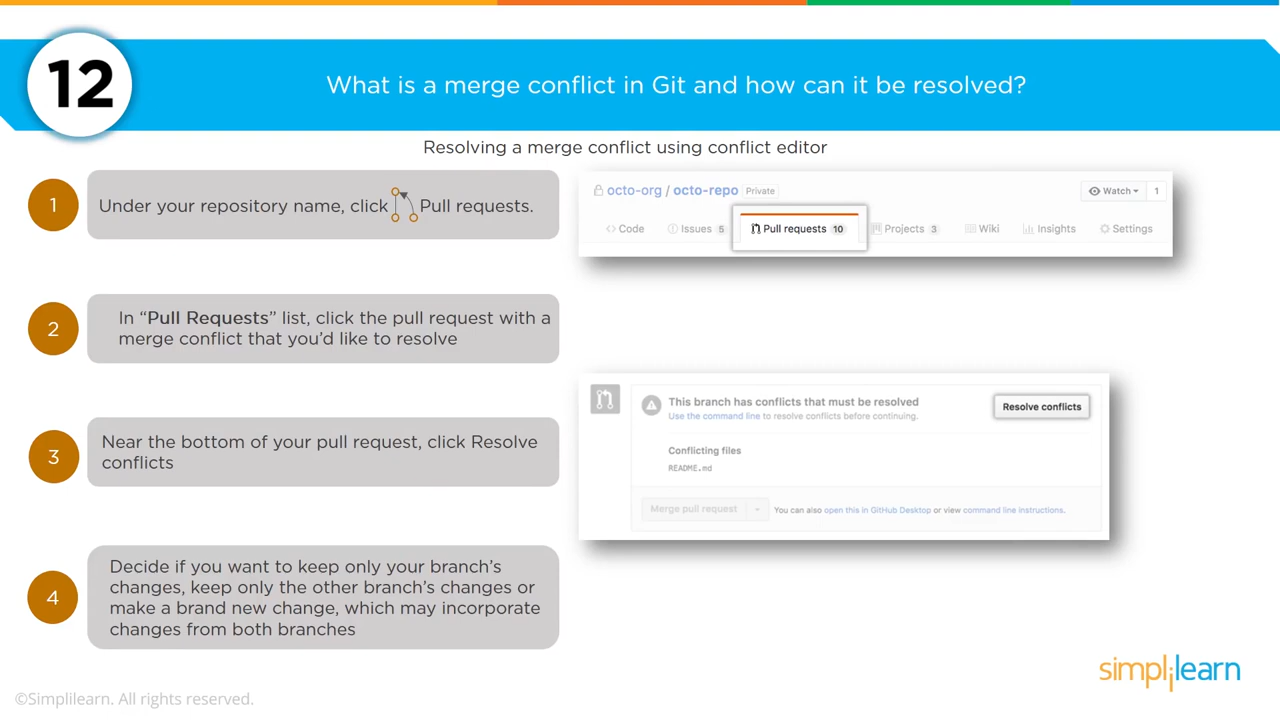 12
What is a merge conflict in Git and how can it be resolved?
Resolving a merge conflict using conflict editor
1
Under your repository name, click Pull requests.
octo-org / octo-repo Private
Watch 1
Code Issues 5 Pull requests 10 Projects 3 Wiki Insights Settings
2
In “Pull Requests” list, click the pull request with a
merge conflict that you’d like to resolve
3
Near the bottom of your pull request, click Resolve
conflicts
This branch has conflicts that must be resolved
Use the command line to resolve conflicts before continuing.
Resolve conflicts
Conflicting files
README.md
Merge pull request
You can also open this in GitHub Desktop or view command line instructions.
4
Decide if you want to keep only your branch’s
changes, keep only the other branch’s changes or
make a brand new change, which may incorporate
changes from both branches
simplilearn
©Simplilearn. All rights reserved.